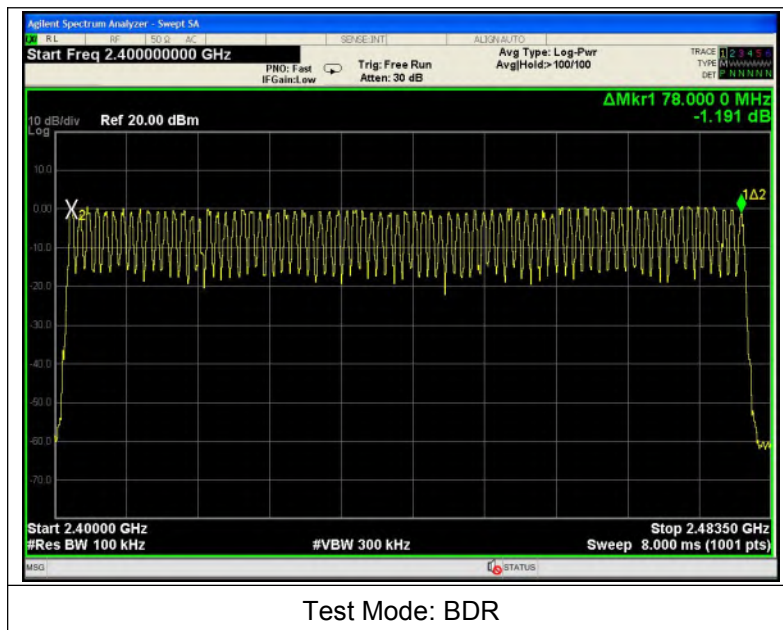 Agilent Spectrum Analyzer - Swept SA
RL RF 50 Ω AC SENSE:INT ALIGNAUTO
Start Freq 2.400000000 GHz
PNO: Fast
IFGain:Low
Trig: Free Run
Atten: 30 dB
Avg Type: Log-Pwr
Avg|Hold:>100/100
TRACE 1 2 3 4 5 6
TYPE M
DET P N N N N N
ΔMkr1 78.000 0 MHz
-1.191 dB
10 dB/div Ref 20.00 dBm
Log
10.0
0.00
-10.0
-20.0
-30.0
-40.0
-50.0
-60.0
-70.0
X2
1Δ2
Start 2.40000 GHz
Stop 2.48350 GHz
#Res BW 100 kHz
#VBW 300 kHz
Sweep 8.000 ms (1001 pts)
MSG
STATUS
Test Mode: BDR